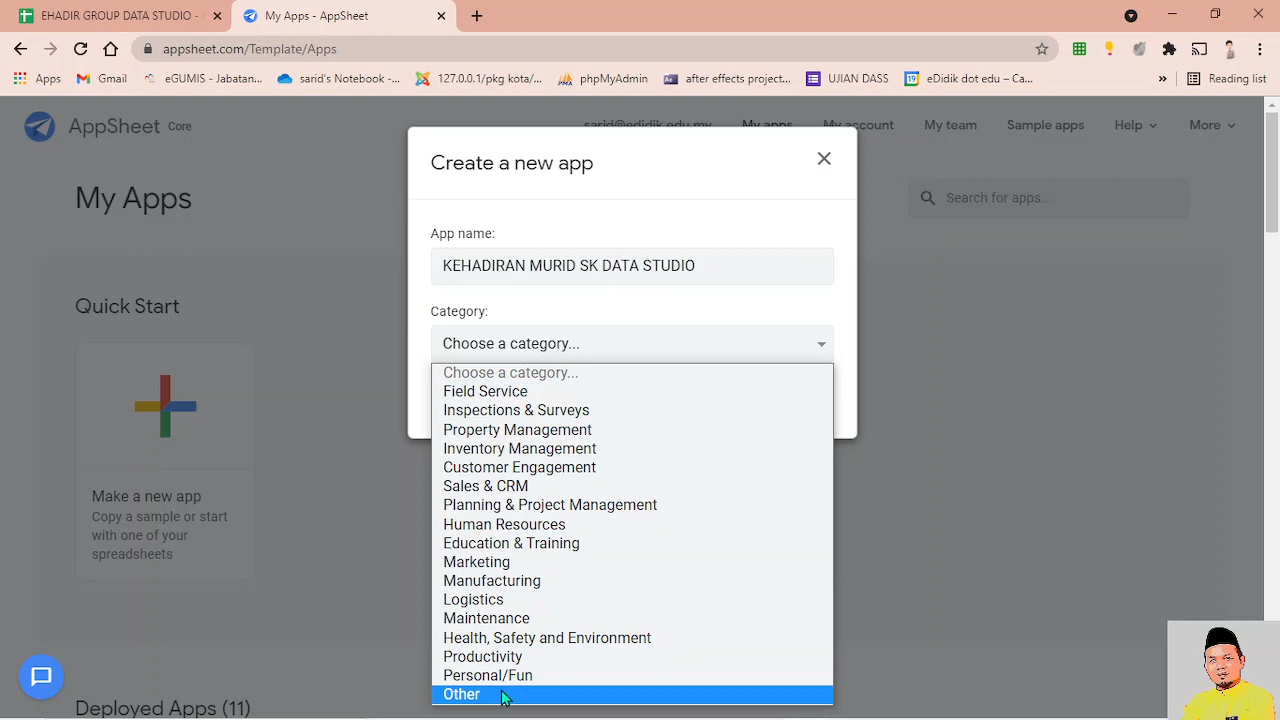 EHADIR GROUP DATA STUDIO -
My Apps - AppSheet
appsheet.com/Template/Apps
Apps
Gmail
eGUMIS - Jabatan...
sarid's Notebook -...
127.0.0.1/pkg kota/...
phpMyAdmin
after effects project...
UJIAN DASS
eDidik dot edu – Ca...
»
Reading list
AppSheet Core
sarid@edidik.edu.my
My apps
My account
My team
Sample apps
Help
More
My Apps
Search for apps...
Quick Start
Make a new app
Copy a sample or start
with one of your
spreadsheets
Deployed Apps (11)
Create a new app
App name:
KEHADIRAN MURID SK DATA STUDIO
Category:
Choose a category...
Choose a category...
Field Service
Inspections & Surveys
Property Management
Inventory Management
Customer Engagement
Sales & CRM
Planning & Project Management
Human Resources
Education & Training
Marketing
Manufacturing
Logistics
Maintenance
Health, Safety and Environment
Productivity
Personal/Fun
Other